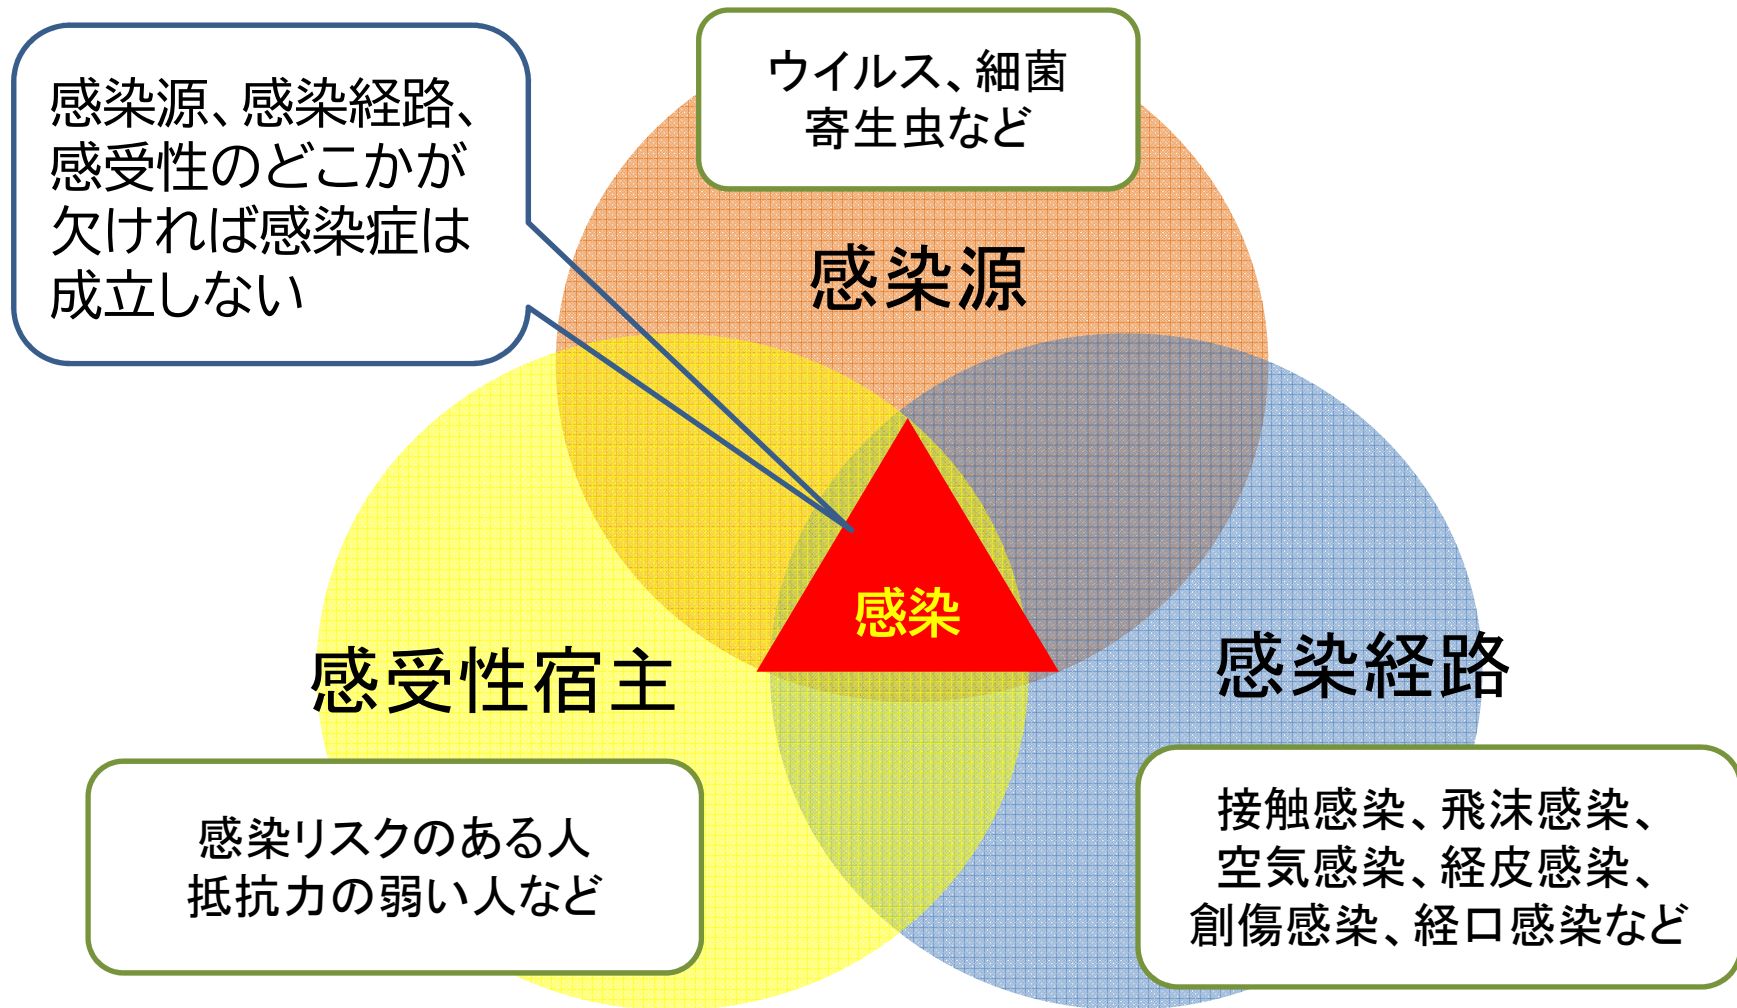 感染源、感染経路、
感受性のどこかが
欠ければ感染症は
成立しない
ウイルス、細菌
寄生虫など
感染源
感染
感受性宿主
感染経路
感染リスクのある人
抵抗力の弱い人など
接触感染、飛沫感染、
空気感染、経皮感染、
創傷感染、経口感染など